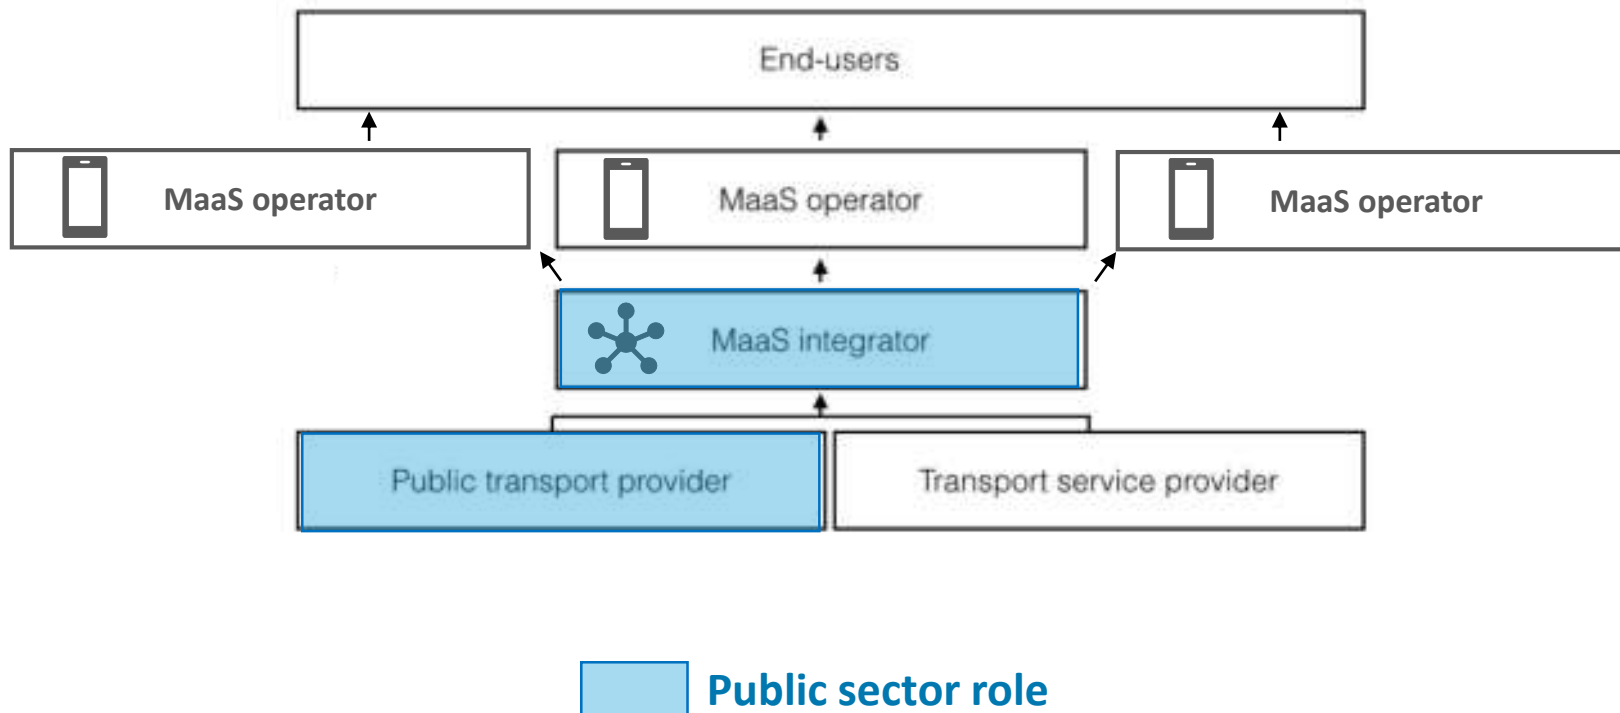 End-users
MaaS operator
MaaS operator
MaaS operator
MaaS integrator
Public transport provider
Transport service provider
Public sector role